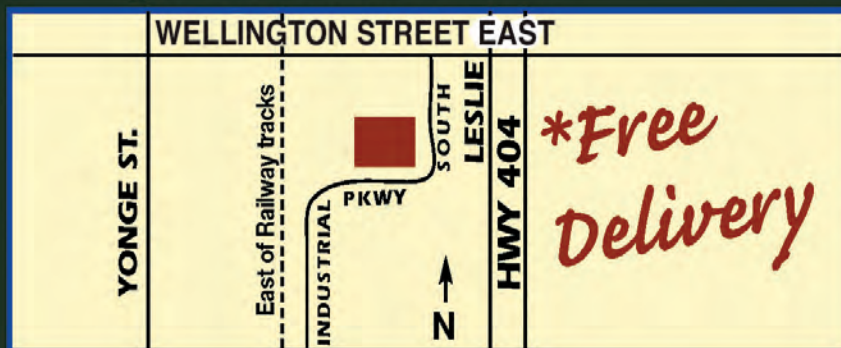 WELLINGTON STREET EAST
YONGE ST.
East of Railway tracks
INDUSTRIAL
PKWY
SOUTH
LESLIE
HWY 404
N
*Free
Delivery